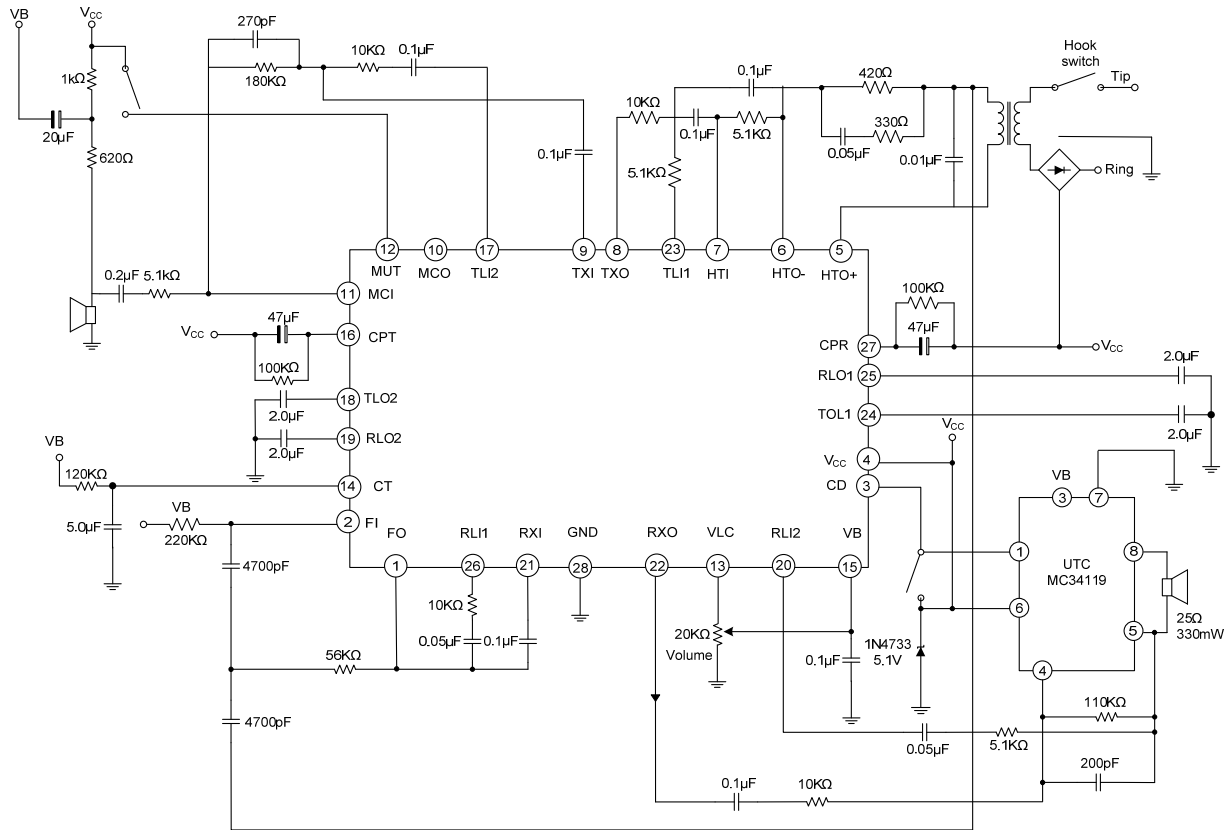 VB
V_CC
270pF
10KΩ
0.1µF
180KΩ
1kΩ
20µF
620Ω
0.1µF
0.1µF
10KΩ
0.1µF
5.1KΩ
5.1KΩ
420Ω
330Ω
0.05µF
0.01µF
Hook
switch
Tip
Ring
12
10
17
9
8
23
7
6
5
MUT
MCO
TLI2
TXI
TXO
TLI1
HTI
HTO-
HTO+
0.2µF
5.1kΩ
11
MCI
V_CC
47µF
16
CPT
100KΩ
18
TLO2
2.0µF
19
RLO2
2.0µF
VB
120KΩ
14
CT
5.0µF
VB
220KΩ
2
FI
100KΩ
47µF
CPR
27
V_CC
RLO1
25
2.0µF
TOL1
24
2.0µF
V_CC
V_CC
4
CD
3
VB
3
7
1
8
UTC
MC34119
6
5
25Ω
330mW
4
FO
RLI1
RXI
GND
RXO
VLC
RLI2
VB
1
26
21
28
22
13
20
15
4700pF
10KΩ
0.05µF
0.1µF
20KΩ
Volume
0.1µF
1N4733
5.1V
56KΩ
4700pF
110KΩ
0.05µF
5.1KΩ
200pF
0.1µF
10KΩ